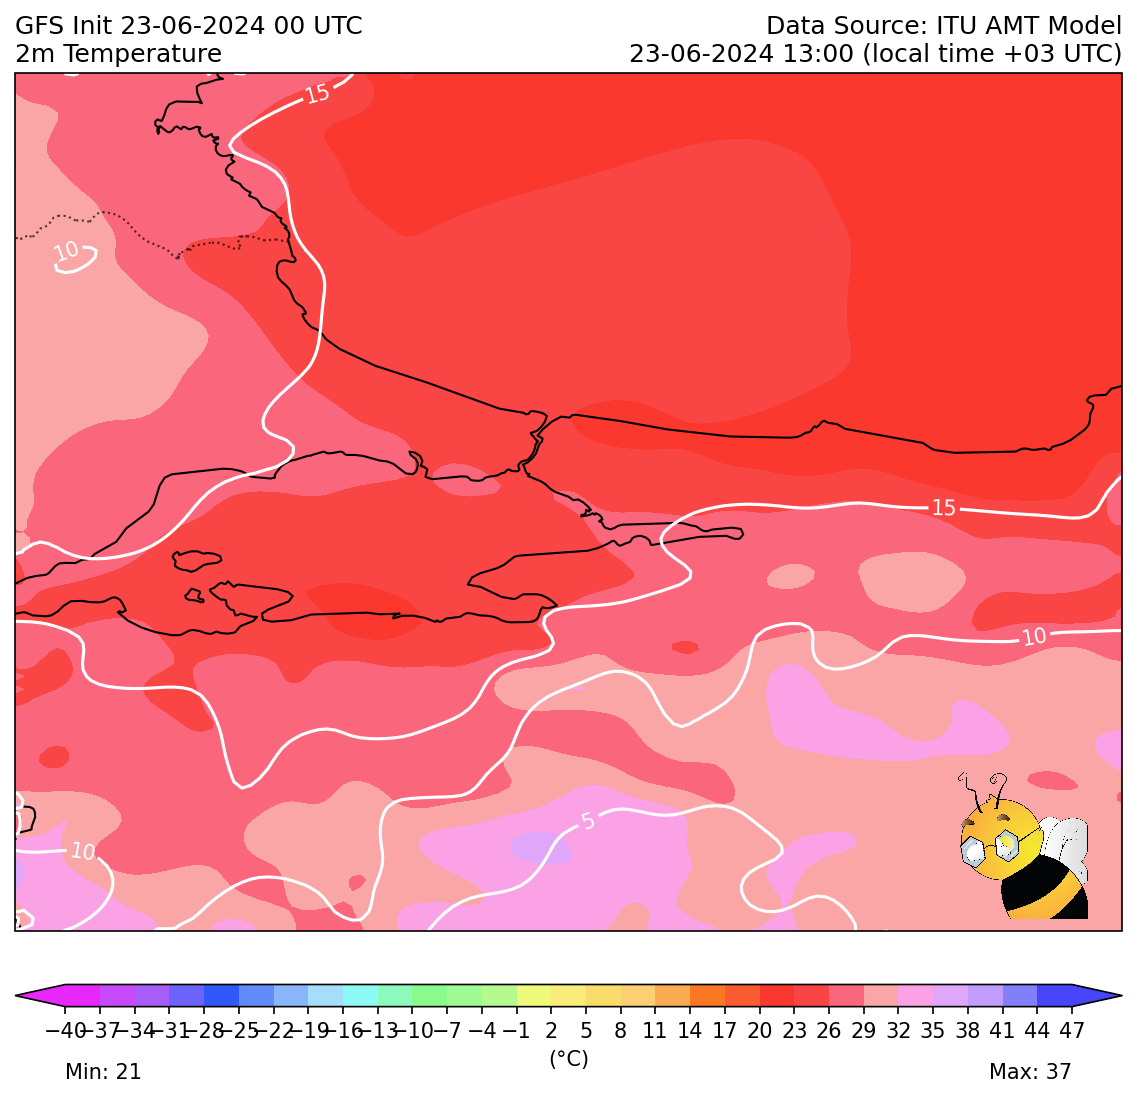 GFS Init 23-06-2024 00 UTC
Data Source: ITU AMT Model
2m Temperature
23-06-2024 13:00 (local time +03 UTC)
15
10
15
10
5
10
−40 −37 −34 −31 −28 −25 −22 −19 −16 −13 −10 −7 −4 −1 2 5 8 11 14 17 20 23 26 29 32 35 38 41 44 47
(°C)
Min: 21
Max: 37